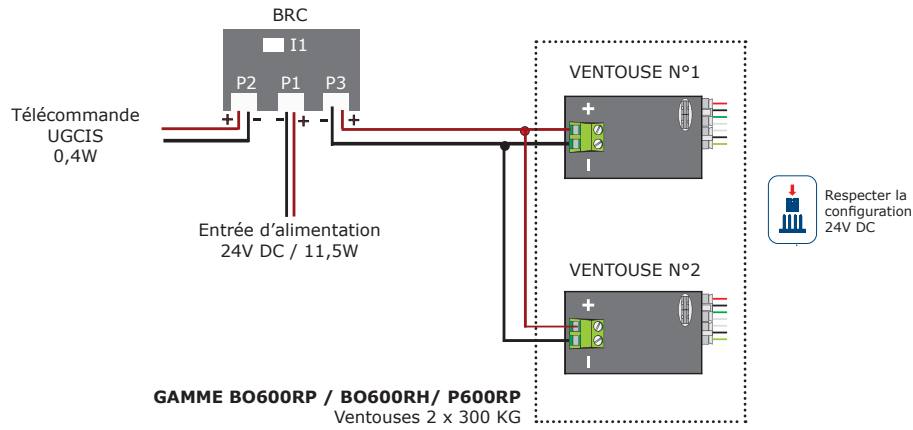 BRC
I1
P2 P1 P3
+ - - + - +
Télécommande
UGCIS
0,4W
Entrée d’alimentation
24V DC / 11,5W
VENTOUSE N°1
+
-
VENTOUSE N°2
+
-
Respecter la
configuration
24V DC
GAMME BO600RP / BO600RH/ P600RP
Ventouses 2 x 300 KG